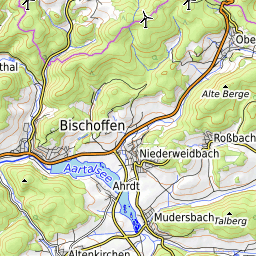 Obe
thal
Alte Berge
Bischoffen
Roßbach
Niederweidbach
Aartalsee
Ahrdt
Mudersbach
Talberg
Altenkirchen